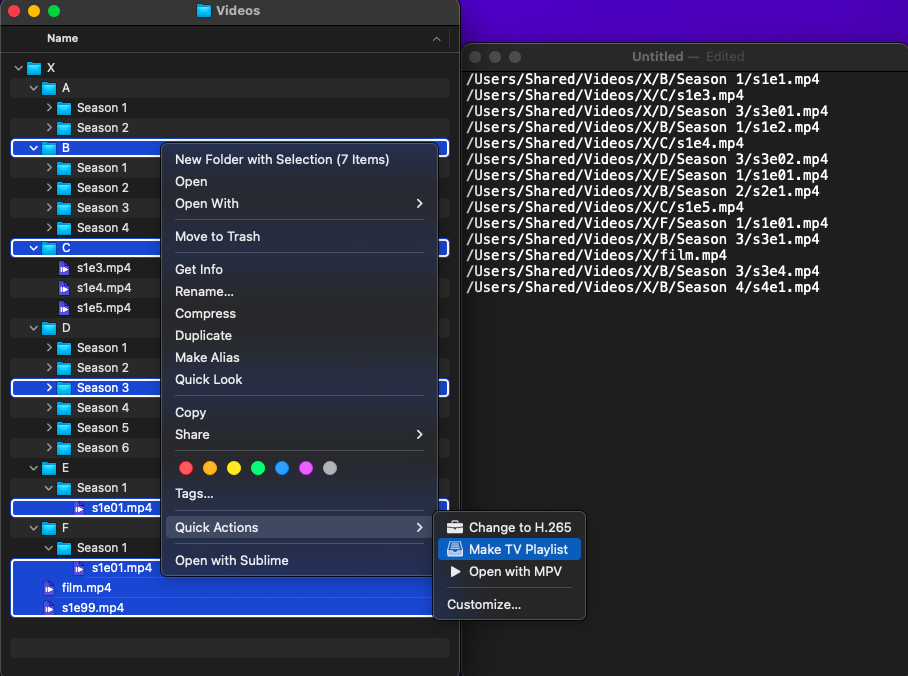 Videos
Name
X
A
Season 1
Season 2
B
Season 1
Season 2
Season 3
Season 4
C
s1e3.mp4
s1e4.mp4
s1e5.mp4
D
Season 1
Season 2
Season 3
Season 4
Season 5
Season 6
E
Season 1
s1e01.mp4
F
Season 1
s1e01.mp4
film.mp4
s1e99.mp4
New Folder with Selection (7 Items)
Open
Open With
Move to Trash
Get Info
Rename...
Compress
Duplicate
Make Alias
Quick Look
Copy
Share
Tags...
Quick Actions
Open with Sublime
Change to H.265
Make TV Playlist
Open with MPV
Customize...
Untitled — Edited
/Users/Shared/Videos/X/B/Season 1/s1e1.mp4
/Users/Shared/Videos/X/C/s1e3.mp4
/Users/Shared/Videos/X/D/Season 3/s3e01.mp4
/Users/Shared/Videos/X/B/Season 1/s1e2.mp4
/Users/Shared/Videos/X/C/s1e4.mp4
/Users/Shared/Videos/X/D/Season 3/s3e02.mp4
/Users/Shared/Videos/X/E/Season 1/s1e01.mp4
/Users/Shared/Videos/X/B/Season 2/s2e1.mp4
/Users/Shared/Videos/X/C/s1e5.mp4
/Users/Shared/Videos/X/F/Season 1/s1e01.mp4
/Users/Shared/Videos/X/B/Season 3/s3e1.mp4
/Users/Shared/Videos/X/film.mp4
/Users/Shared/Videos/X/B/Season 3/s3e4.mp4
/Users/Shared/Videos/X/B/Season 4/s4e1.mp4